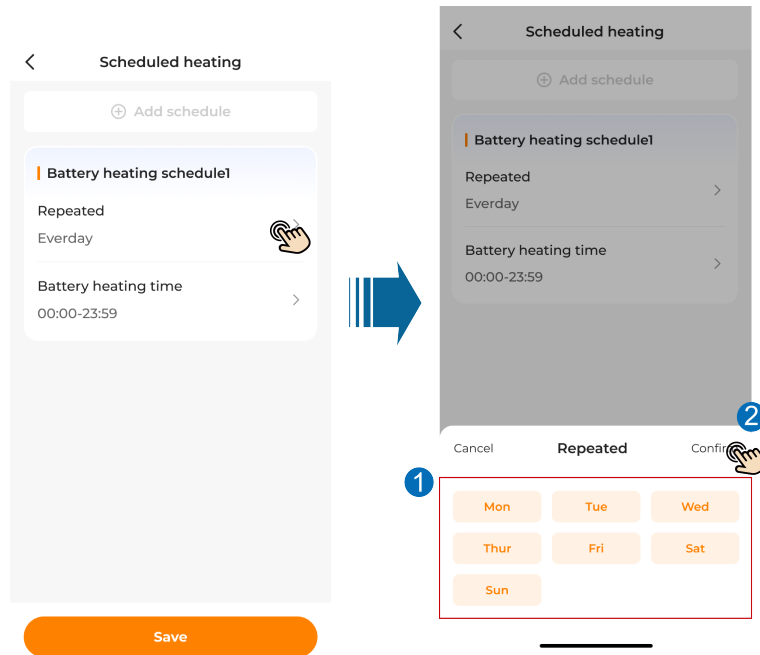 Scheduled heating
Add schedule
Battery heating schedule1
Repeated
Everday
Battery heating time
00:00-23:59
Save
Scheduled heating
Add schedule
Battery heating schedule1
Repeated
Everday
Battery heating time
00:00-23:59
2
Cancel Repeated Confir
1
Mon Tue Wed
Thur Fri Sat
Sun